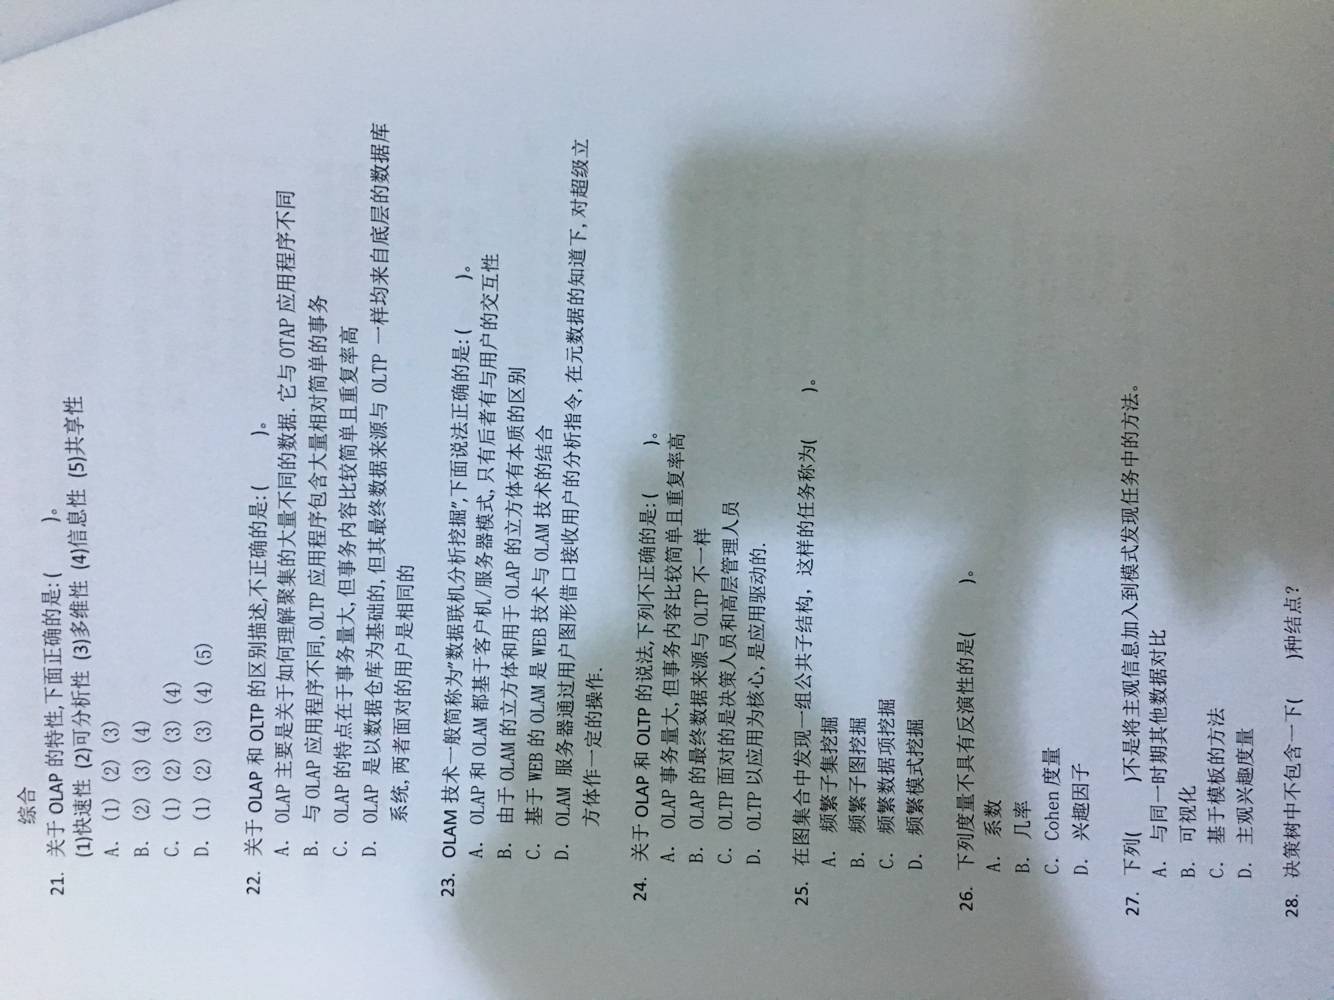 综合
21. 关于 OLAP 的特性,下面正确的是:(　　)。
(1)快速性 (2)可分析性 (3)多维性 (4)信息性 (5)共享性
A. (1) (2) (3)
B. (2) (3) (4)
C. (1) (2) (3) (4)
D. (1) (2) (3) (4) (5)
22. 关于 OLAP 和 OLTP 的区别描述,不正确的是:(　　)。
A. OLAP 主要是关于如何理解聚集的大量不同的数据. 它与 OTAP 应用程序不同
B. 与 OLAP 应用程序不同, OLTP 应用程序包含大量相对简单的事务
C. OLAP 的特点在于事务量大, 但事务内容比较简单且重复率高
D. OLAP 是以数据仓库为基础的, 但其最终数据来源与 OLTP 一样均来自底层的数据库
系统, 两者面对的用户是相同的
23. OLAM 技术一般简称为"数据联机分析挖掘",下面说法正确的是:(　　)。
A. OLAP 和 OLAM 都基于客户机/服务器模式, 只有后者有与用户的交互性
B. 由于 OLAM 的立方体和用于 OLAP 的立方体有本质的区别
C. 基于 WEB 的 OLAM 是 WEB 技术与 OLAM 技术的结合
D. OLAM 服务器通过用户图形借口接收用户的分析指令, 在元数据的知道下, 对超级立
方体作一定的操作.
24. 关于 OLAP 和 OLTP 的说法,下列不正确的是:(　　)。
A. OLAP 事务量大, 但事务内容比较简单且重复率高
B. OLAP 的最终数据来源与 OLTP 不一样
C. OLTP 面对的是决策人员和高层管理人员
D. OLTP 以应用为核心, 是应用驱动的.
25. 在图集合中发现一组公共子结构，这样的任务称为(　　)。
A. 频繁子集挖掘
B. 频繁子图挖掘
C. 频繁数据项挖掘
D. 频繁模式挖掘
26. 下列度量不具有反演性的是(　　)。
A. 系数
B. 几率
C. Cohen 度量
D. 兴趣因子
27. 下列(　　)不是将主观信息加入到模式发现任务中的方法。
A. 与同一时期其他数据对比
B. 可视化
C. 基于模板的方法
D. 主观兴趣度量
28. 决策树中不包含一下(　　)种结点?